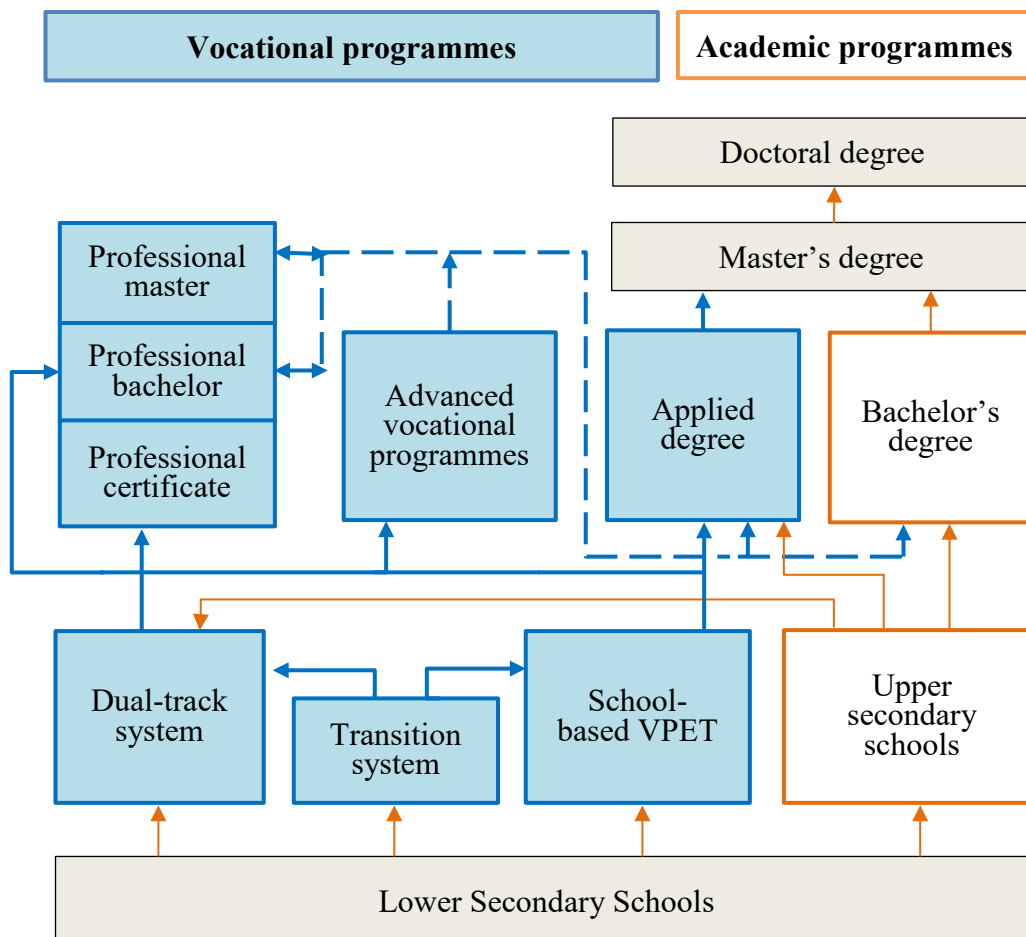 Vocational programmes
Academic programmes
Doctoral degree
Master’s degree
Professional
master
Professional
bachelor
Professional
certificate
Advanced
vocational
programmes
Applied
degree
Bachelor’s
degree
Dual-track
system
Transition
system
School-
based VPET
Upper
secondary
schools
Lower Secondary Schools